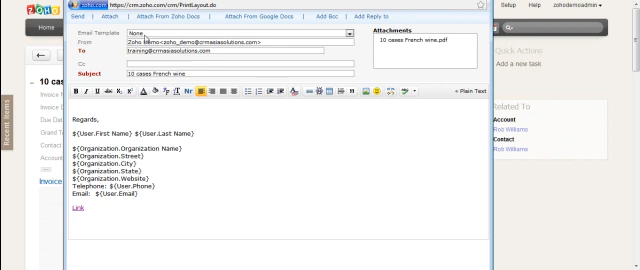 ZOHO
https://crm.zoho.com/crm/PrintLayout.do
Setup Help zohodemoadmin
Send Attach Attach From Zoho Docs Attach From Google Docs Add Bcc Add Reply to
Home
Email Template None
Attachments
From Zoho Demo<zoho_demo@crmasiasolutions.com>
10 cases French wine.pdf
To training@crmasiasolutions.com
Quick Actions
Add a new task
Cc
Subject 10 cases French wine
10 cas
Invoice
B I U abc X₂ X² Nr Plain Text
Invoice
Related To
Due Dat
Account
Regards,
Rob Williams
Grand T
${User.First Name} ${User.Last Name}
Contact
Contact
Rob Williams
${Organization.Organization Name}
Account
${Organization.Street}
${Organization.City}
${Organization.State}
${Organization.Website}
Invoice
Telephone: ${User.Phone}
Email: ${User.Email}
Link
Recent Items